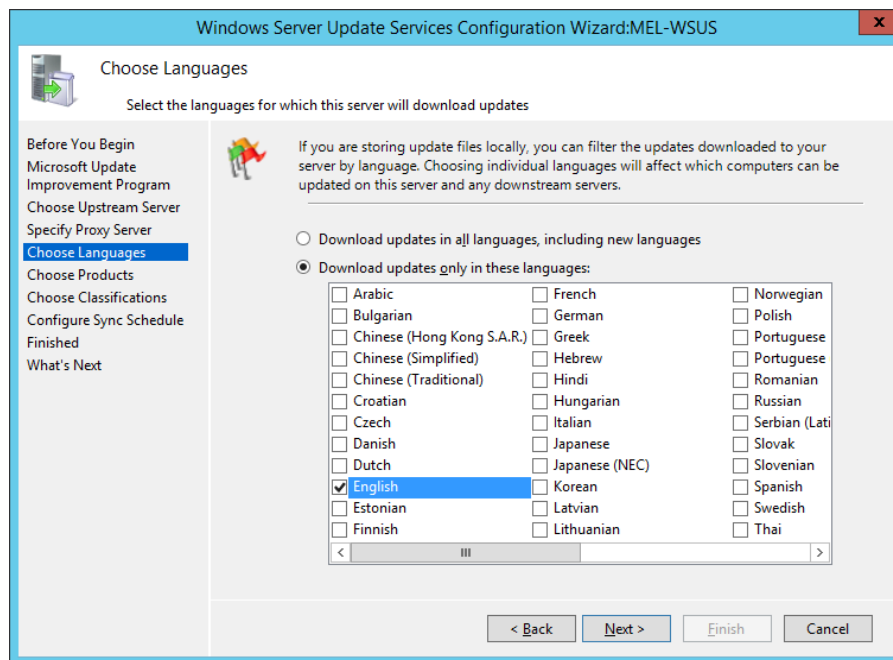 Windows Server Update Services Configuration Wizard:MEL-WSUS
x
Choose Languages
Select the languages for which this server will download updates
Before You Begin
Microsoft Update
Improvement Program
Choose Upstream Server
Specify Proxy Server
Choose Languages
Choose Products
Choose Classifications
Configure Sync Schedule
Finished
What's Next
If you are storing update files locally, you can filter the updates downloaded to your
server by language. Choosing individual languages will affect which computers can be
updated on this server and any downstream servers.
Download updates in all languages, including new languages
Download updates only in these languages:
Arabic
Bulgarian
Chinese (Hong Kong S.A.R.)
Chinese (Simplified)
Chinese (Traditional)
Croatian
Czech
Danish
Dutch
English
Estonian
Finnish
French
German
Greek
Hebrew
Hindi
Hungarian
Italian
Japanese
Japanese (NEC)
Korean
Latvian
Lithuanian
Norwegian
Polish
Portuguese
Portuguese
Romanian
Russian
Serbian (Lati
Slovak
Slovenian
Spanish
Swedish
Thai
< Back
Next >
Finish
Cancel